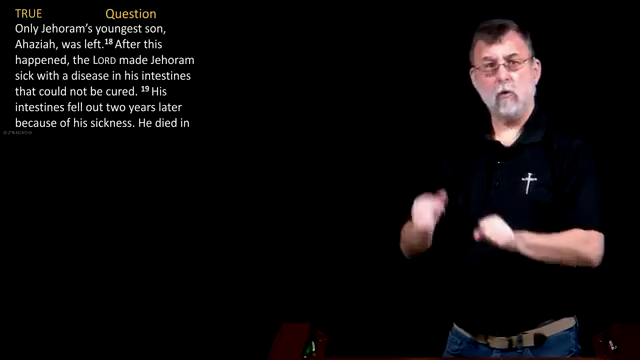 TRUE Question
Only Jehoram's youngest son,
Ahaziah, was left.18 After this
happened, the LORD made Jehoram
sick with a disease in his intestines
that could not be cured. 19 His
intestines fell out two years later
because of his sickness. He died in